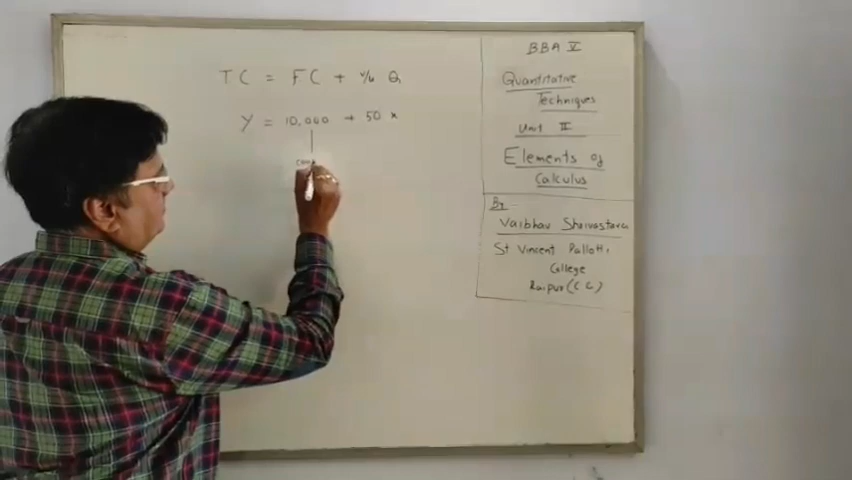 TC = FC + V/u Q
Y = 10,000 + 50 x
con
BBA V
Quantitative
Techniques
Unit II
Elements of
Calculus
By
Vaibhav Shrivastava
St Vincent Pallotti
College
Raipur (C G)